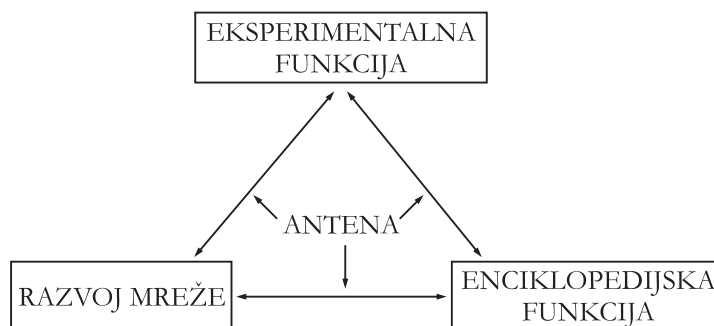 EKSPERIMENTALNA
FUNKCIJA
ANTENA
RAZVOJ MREŽE
ENCIKLOPEDIJSKA
FUNKCIJA